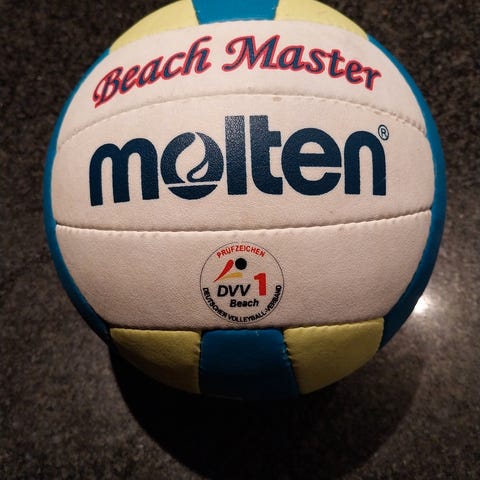 Beach Master
molten®
PRÜFZEICHEN
DVV 1
Beach
DEUTSCHER VOLLEYBALL-VERBAND